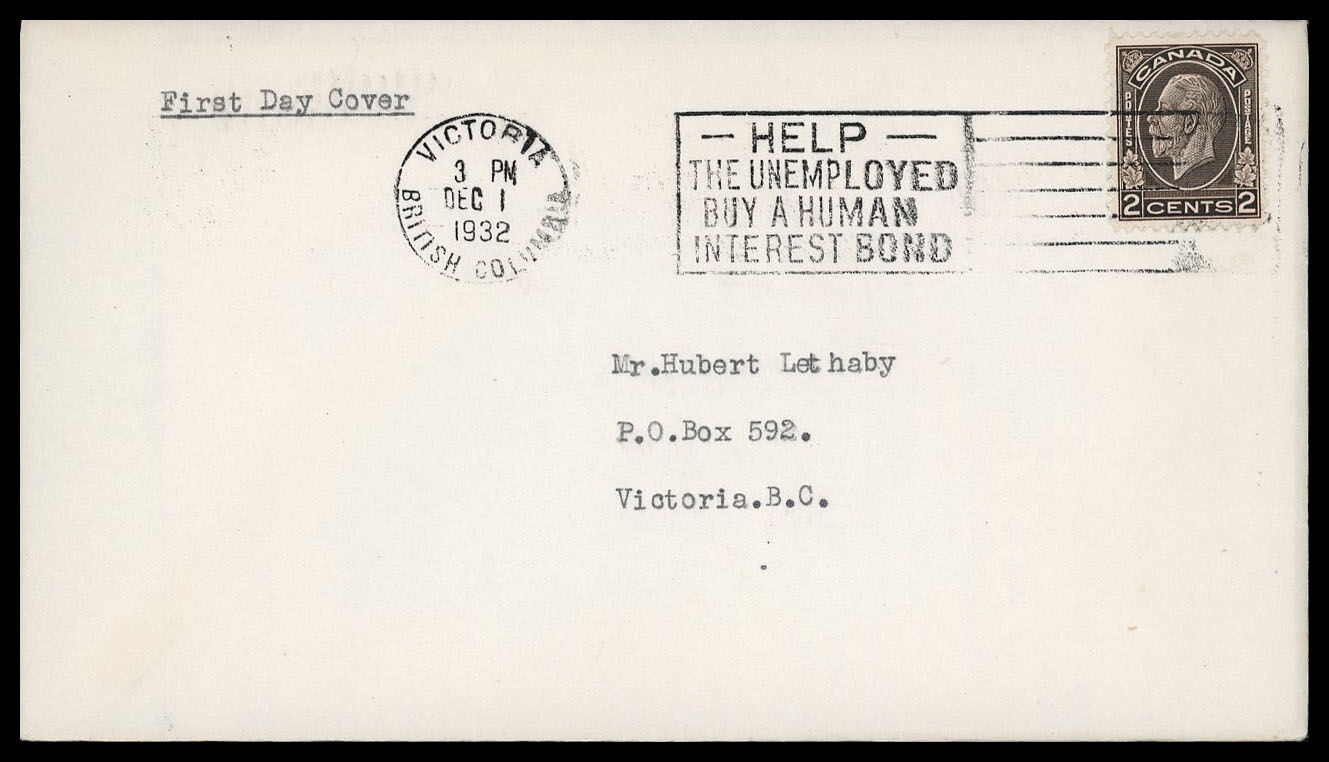 First Day Cover
VICTORIA
3 PM
DEC 1
1932
BRITISH COLUMBIA
— HELP —
THE UNEMPLOYED
BUY A HUMAN
INTEREST BOND
CANADA
POSTES
POSTAGE
2 CENTS 2
Mr.Hubert Lethaby
P.O.Box 592.
Victoria.B.C.